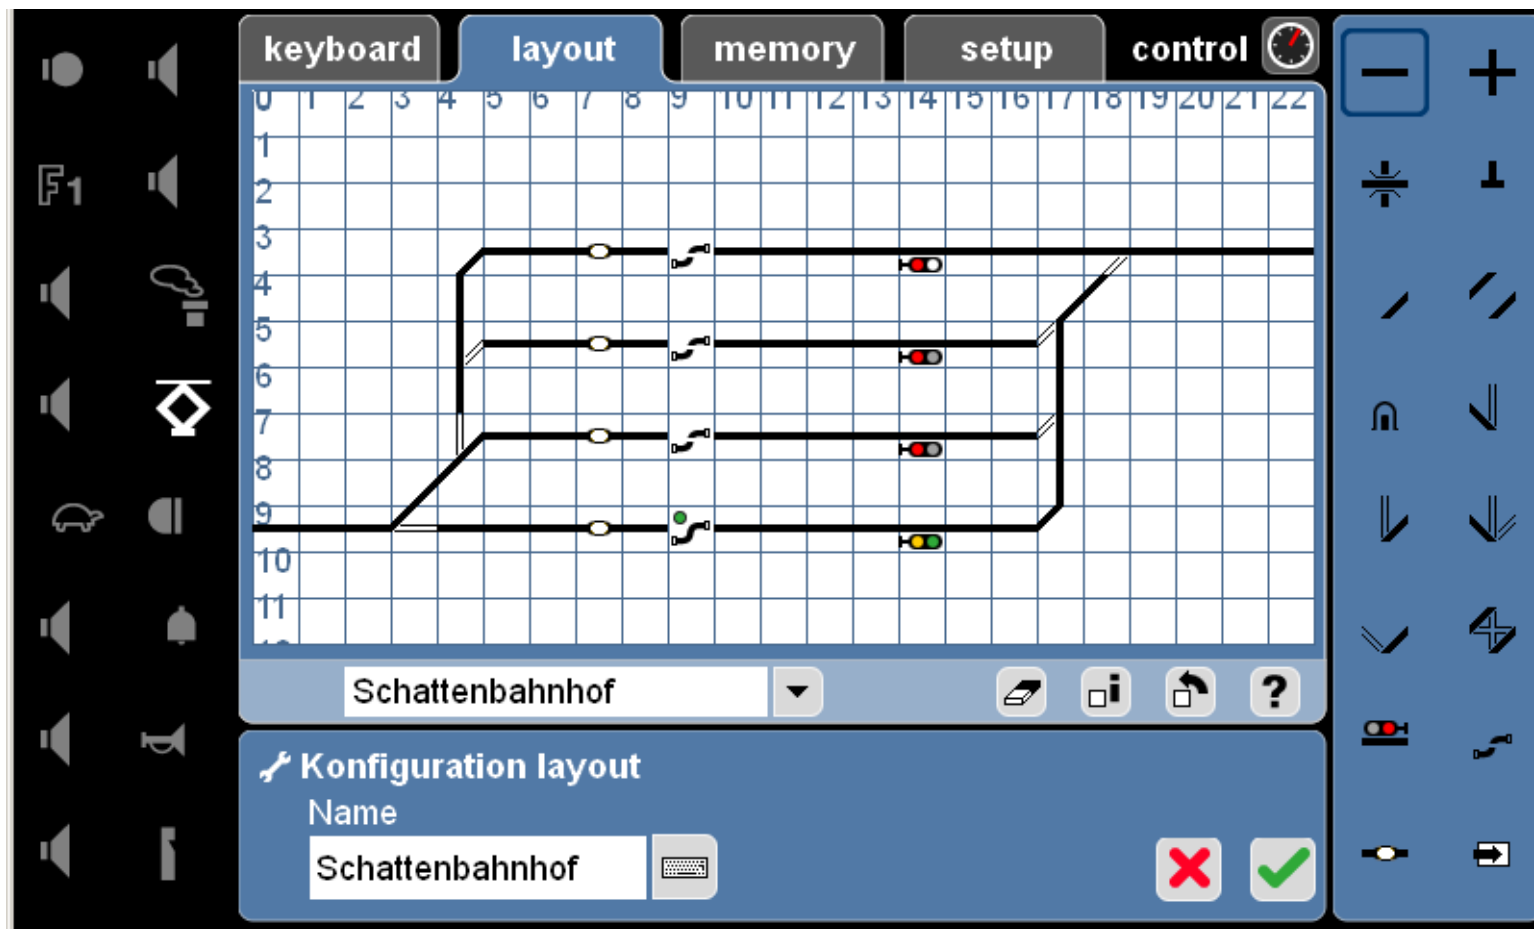 keyboard layout memory setup control
0 1 2 3 4 5 6 7 8 9 10 11 12 13 14 15 16 17 18 19 20 21 22
1
2
F1
3
4
5
6
7
8
9
10
11
Schattenbahnhof
i
?
Konfiguration layout
Name
Schattenbahnhof